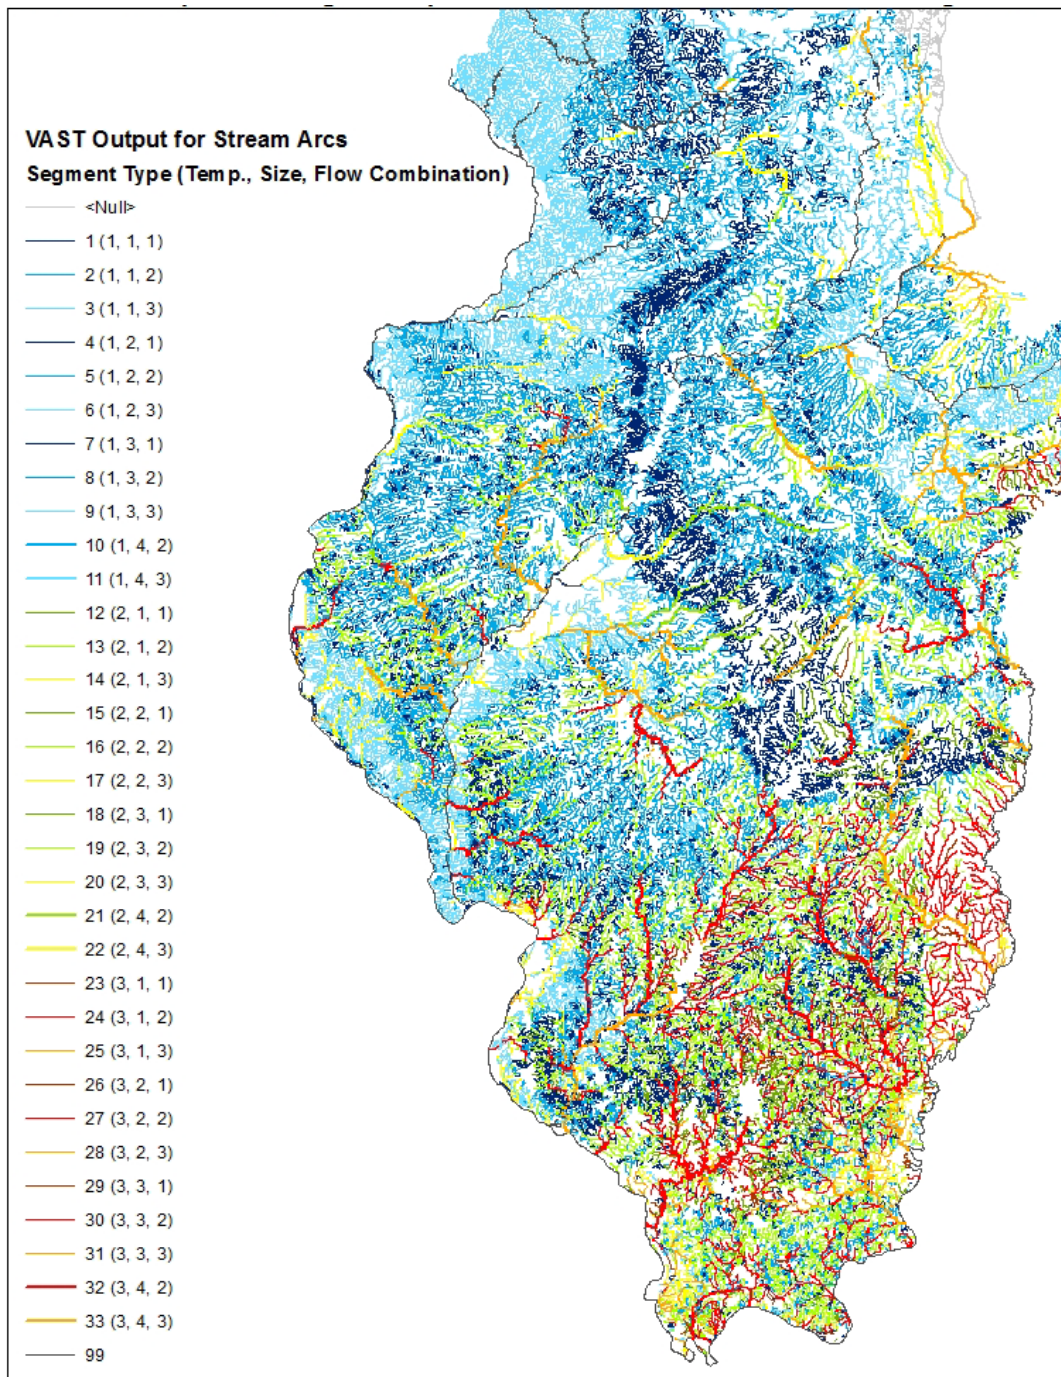 VAST Output for Stream Arcs
Segment Type (Temp., Size, Flow Combination)
<Null>
1 (1, 1, 1)
2 (1, 1, 2)
3 (1, 1, 3)
4 (1, 2, 1)
5 (1, 2, 2)
6 (1, 2, 3)
7 (1, 3, 1)
8 (1, 3, 2)
9 (1, 3, 3)
10 (1, 4, 2)
11 (1, 4, 3)
12 (2, 1, 1)
13 (2, 1, 2)
14 (2, 1, 3)
15 (2, 2, 1)
16 (2, 2, 2)
17 (2, 2, 3)
18 (2, 3, 1)
19 (2, 3, 2)
20 (2, 3, 3)
21 (2, 4, 2)
22 (2, 4, 3)
23 (3, 1, 1)
24 (3, 1, 2)
25 (3, 1, 3)
26 (3, 2, 1)
27 (3, 2, 2)
28 (3, 2, 3)
29 (3, 3, 1)
30 (3, 3, 2)
31 (3, 3, 3)
32 (3, 4, 2)
33 (3, 4, 3)
99